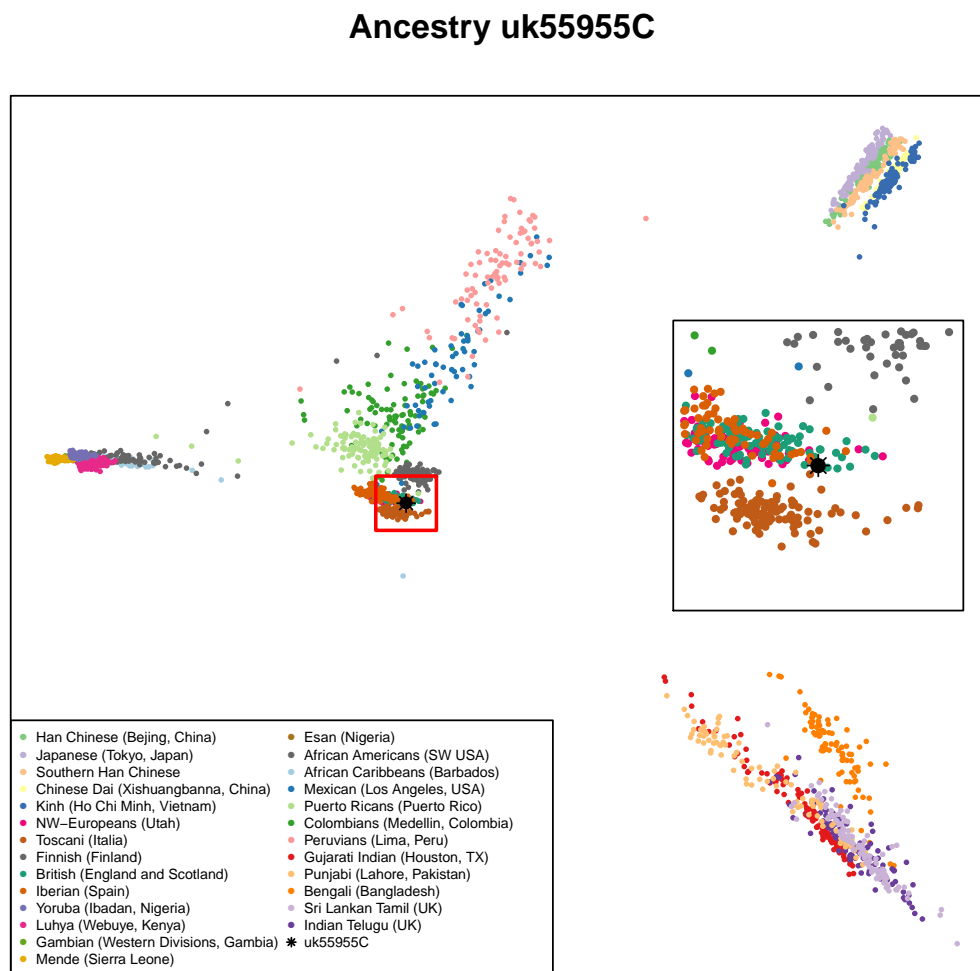 Ancestry uk55955C
Han Chinese (Bejing, China)
Japanese (Tokyo, Japan)
Southern Han Chinese
Chinese Dai (Xishuangbanna, China)
Kinh (Ho Chi Minh, Vietnam)
NW−Europeans (Utah)
Toscani (Italia)
Finnish (Finland)
British (England and Scotland)
Iberian (Spain)
Yoruba (Ibadan, Nigeria)
Luhya (Webuye, Kenya)
Gambian (Western Divisions, Gambia)
Mende (Sierra Leone)
Esan (Nigeria)
African Americans (SW USA)
African Caribbeans (Barbados)
Mexican (Los Angeles, USA)
Puerto Ricans (Puerto Rico)
Colombians (Medellin, Colombia)
Peruvians (Lima, Peru)
Gujarati Indian (Houston, TX)
Punjabi (Lahore, Pakistan)
Bengali (Bangladesh)
Sri Lankan Tamil (UK)
Indian Telugu (UK)
uk55955C